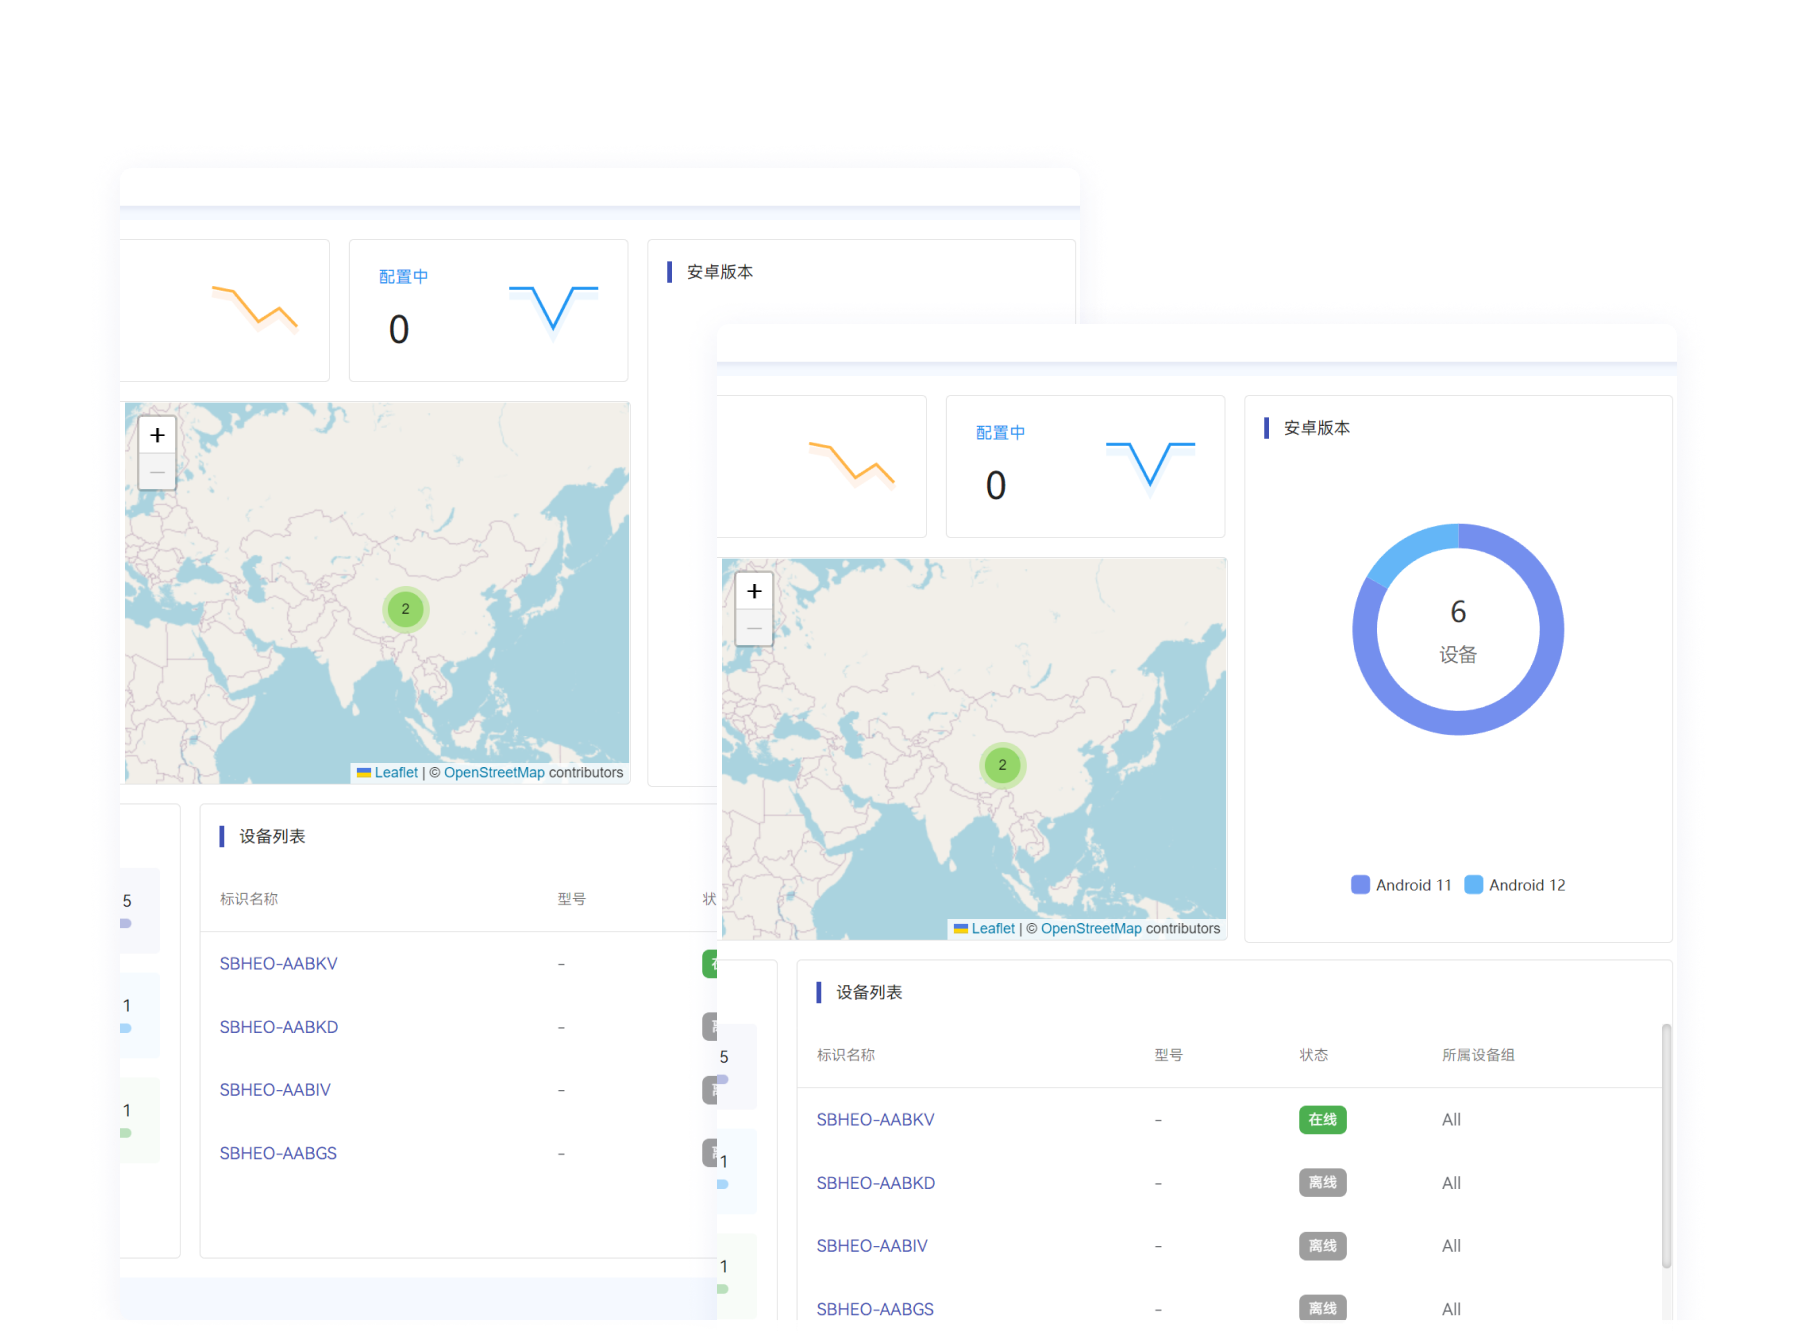 配置中
0
安卓版本
+
−
2
Leaflet | © OpenStreetMap contributors
设备列表
标识名称 型号 状
5
1
1
SBHEO-AABKV - 在
SBHEO-AABKD - 离
SBHEO-AABIV - 离
SBHEO-AABGS - 离
配置中
0
安卓版本
+
−
2
Leaflet | © OpenStreetMap contributors
6
设备
Android 11 Android 12
设备列表
标识名称 型号 状态 所属设备组
5
1
1
SBHEO-AABKV - 在线 All
SBHEO-AABKD - 离线 All
SBHEO-AABIV - 离线 All
SBHEO-AABGS - 离线 All